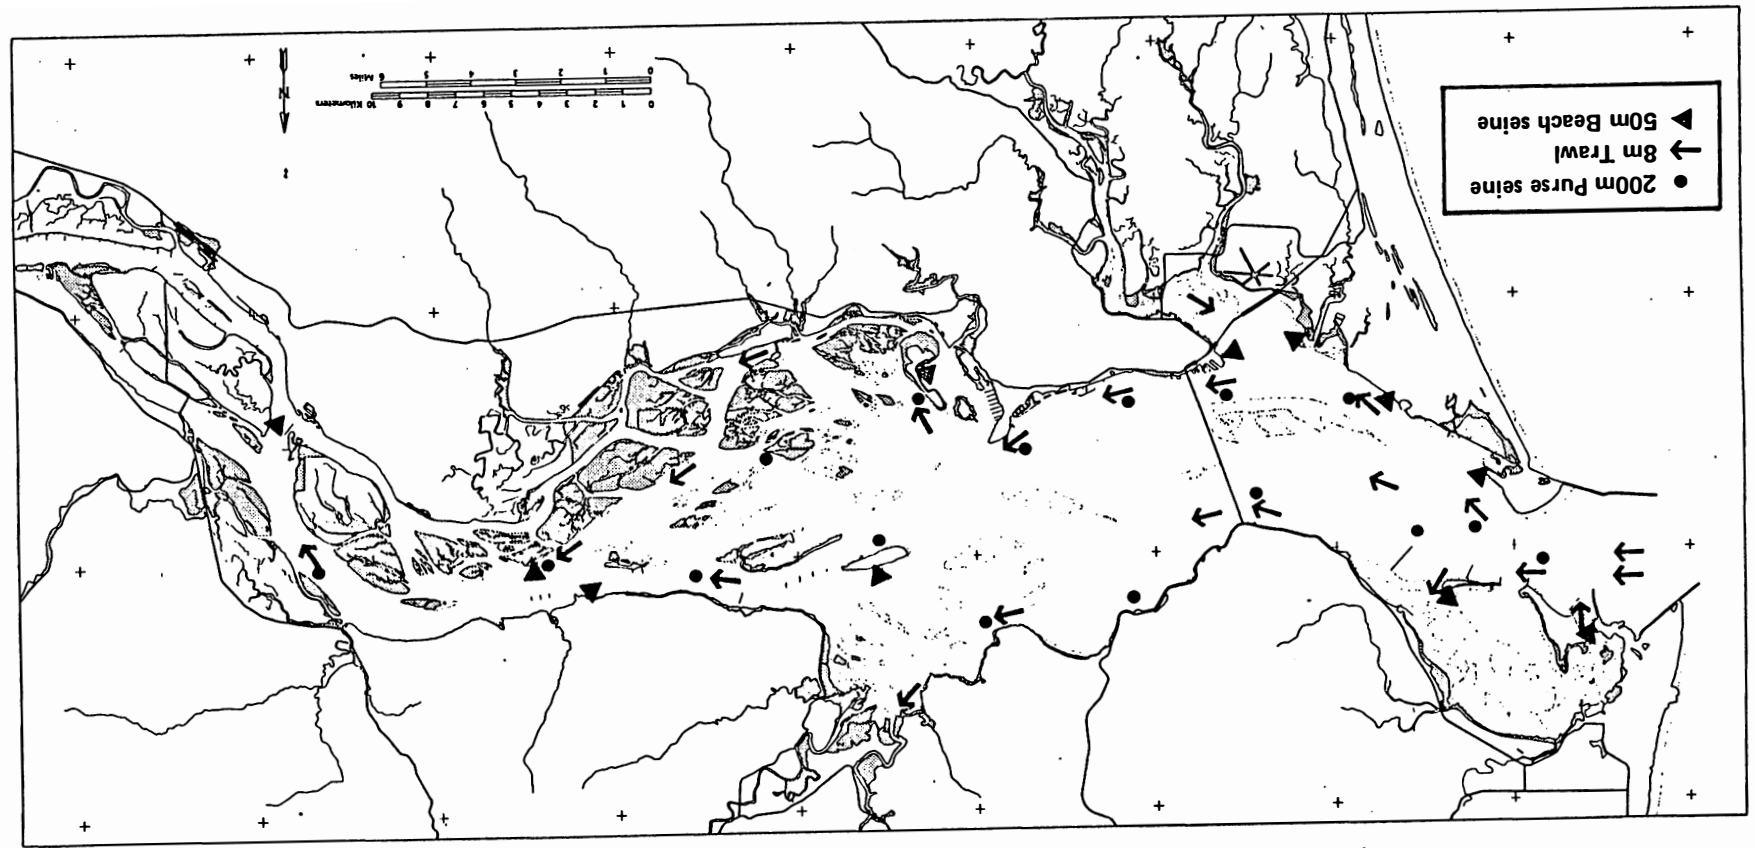 200m Purse seine
8m Trawl
50m Beach seine
0 1 2 3 4 5 6 7 8 9 10 Kilometers
0 1 2 3 4 5 6 Miles
N